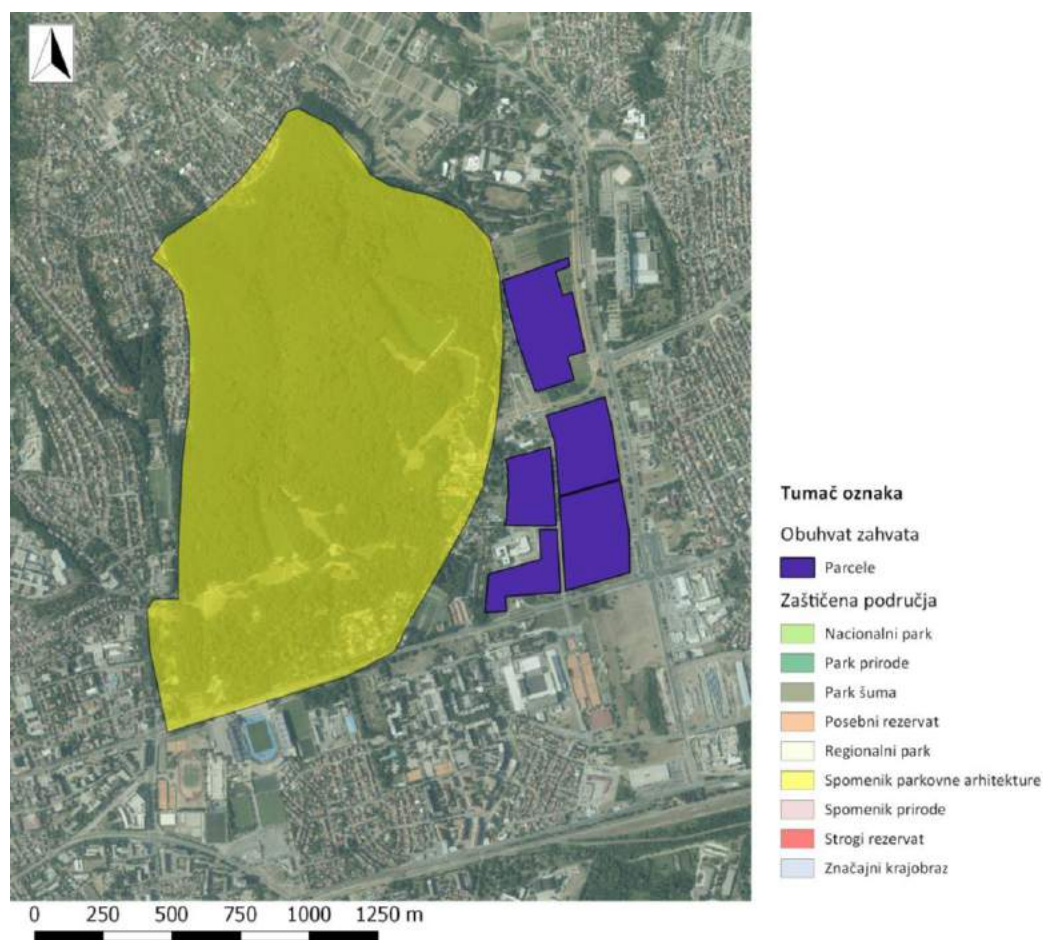 Tumač oznaka
Obuhvat zahvata
Parcele
Zaštičena područja
Nacionalni park
Park prirode
Park šuma
Posebni rezervat
Regionalni park
Spomenik parkovne arhitekture
Spomenik prirode
Strogi rezervat
Značajni krajobraz
0 250 500 750 1000 1250 m